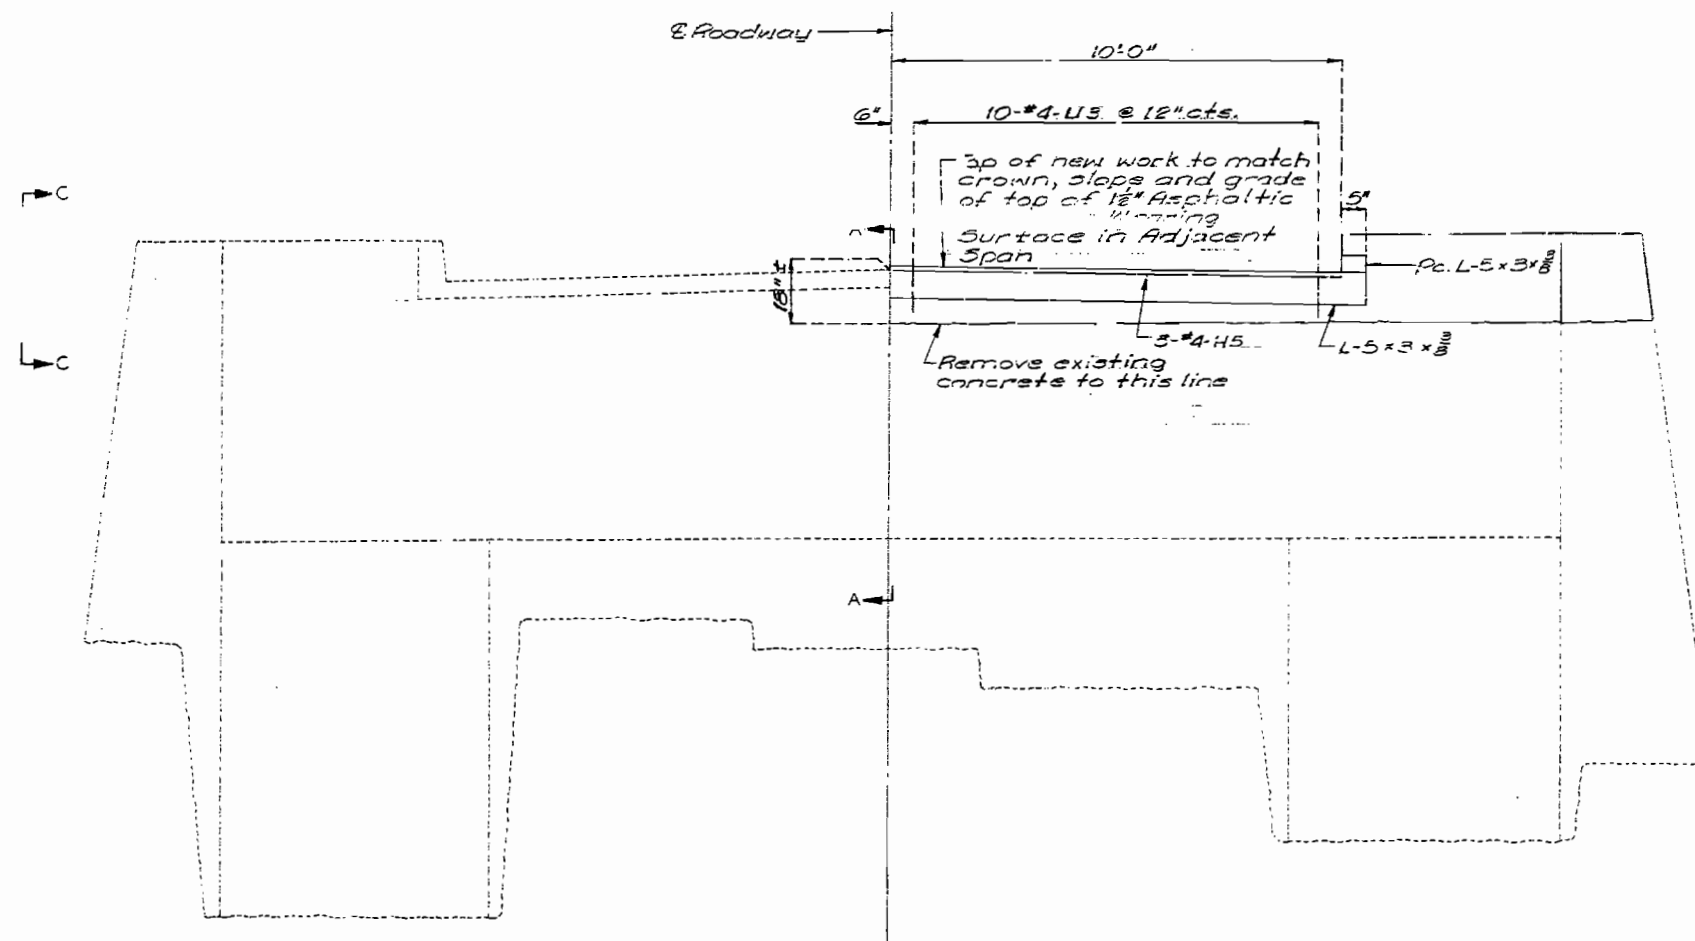 ℄ Roadway
10'-0"
6"
10-#4-U3 @ 12" cts.
of new work to match
crown, slope and grade
of top of 1½" Asphaltic
Wearing
Surface in Adjacent
Span
5"
C
A
18"±
Pc. L-5×3×⅜
3-#4-H5
L-5×3×⅜
C
Remove existing
concrete to this line
A